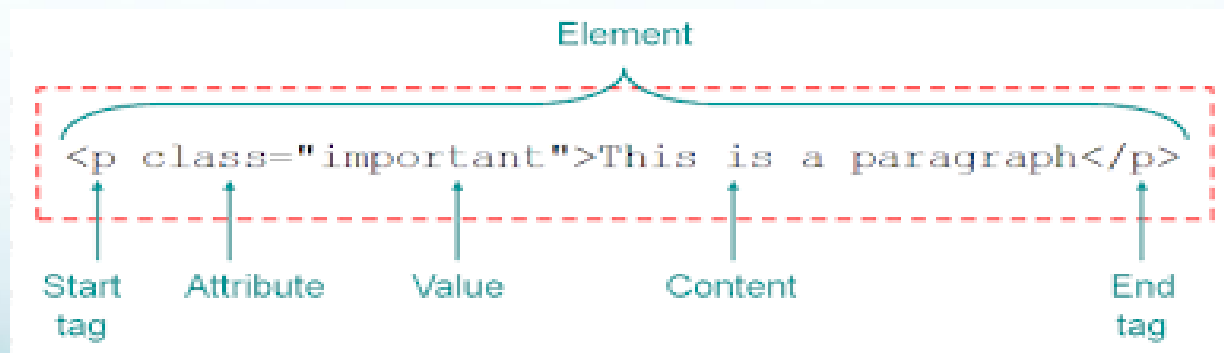 Element
<p class="important">This is a paragraph</p>
Start tag
Attribute
Value
Content
End tag